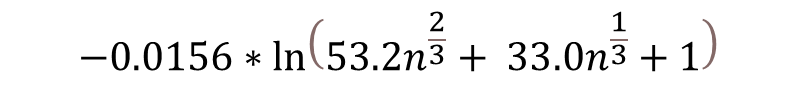 −0.0156 ∗ ln(53.2n^{2/3} + 33.0n^{1/3} + 1)